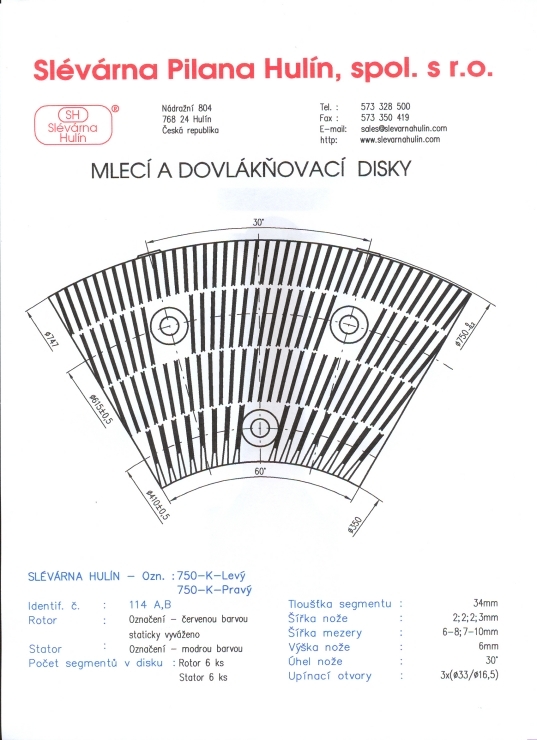 Slévárna Pilana Hulín, spol. s r.o.
SH
Slévárna
Hulín
®
Nádražní 804
768 24 Hulín
Česká republika
Tel. : 573 328 500
Fax : 573 350 419
E-mail: sales@slevarnahulin.com
http: www.slevarnahulin.com
MLECÍ A DOVLÁKŇOVACÍ DISKY
30°
ø747
ø750
ø615±0,5
60°
ø410±0,5
ø350
SLÉVÁRNA HULÍN – Ozn. : 750-K-Levý
750-K-Pravý
Identif. č. : 114 A,B
Rotor : Označení – červenou barvou
staticky vyváženo
Stator : Označení – modrou barvou
Počet segmentů v disku : Rotor 6 ks
Stator 6 ks
Tloušťka segmentu : 34mm
Šířka nože : 2;2;2;3mm
Šířka mezery : 6-8;7-10mm
Výška nože : 6mm
Úhel nože : 30°
Upínací otvory : 3x(ø33/ø16,5)